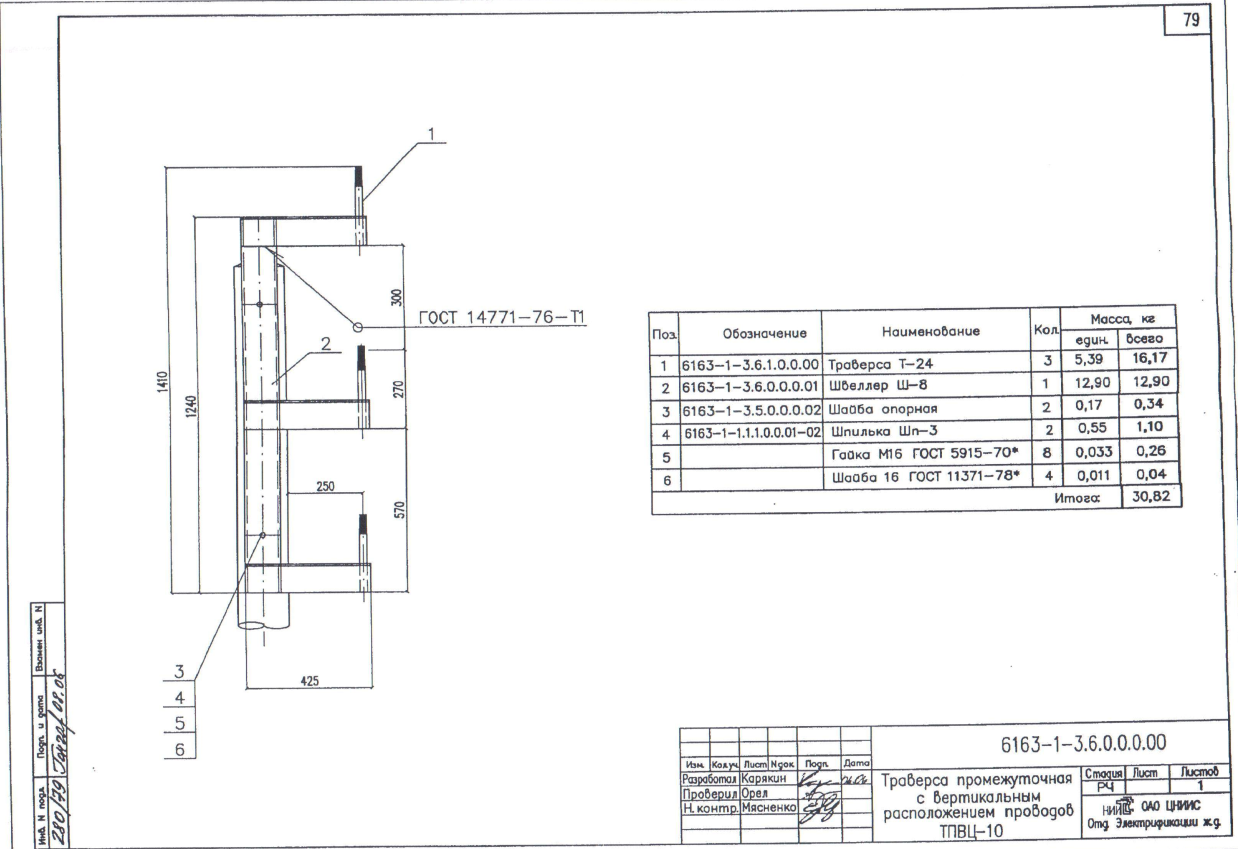 79
1
1410
1240
300
ГОСТ 14771-76-Т1
2
270
250
570
425
3
4
5
6
Поз. Обозначение Наименование Кол. Масса, кг
един. всего
1 6163-1-3.6.1.0.0.00 Траверса Т-24 3 5,39 16,17
2 6163-1-3.6.0.0.0.01 Швеллер Ш-8 1 12,90 12,90
3 6163-1-3.5.0.0.0.02 Шайба опорная 2 0,17 0,34
4 6163-1-1.1.1.0.0.01-02 Шпилька Шп-3 2 0,55 1,10
5 Гайка М16 ГОСТ 5915-70* 8 0,033 0,26
6 Шайба 16 ГОСТ 11371-78* 4 0,011 0,04
Итого: 30,82
Взамен инв. N
Подп. и дата
08.06
Инв. N подл.
280/79
6163-1-3.6.0.0.0.00
Изм. Кол.уч. Лист Nдок Подп. Дата
Разработал Карякин
Проверил Орел
Н. контр. Мясненко
Траверса промежуточная
с вертикальным
расположением проводов
ТПВЦ-10
Стадия Лист Листов
РЧ 1
ОАО ЦНИИС
Отд. Электрификации ж.д.